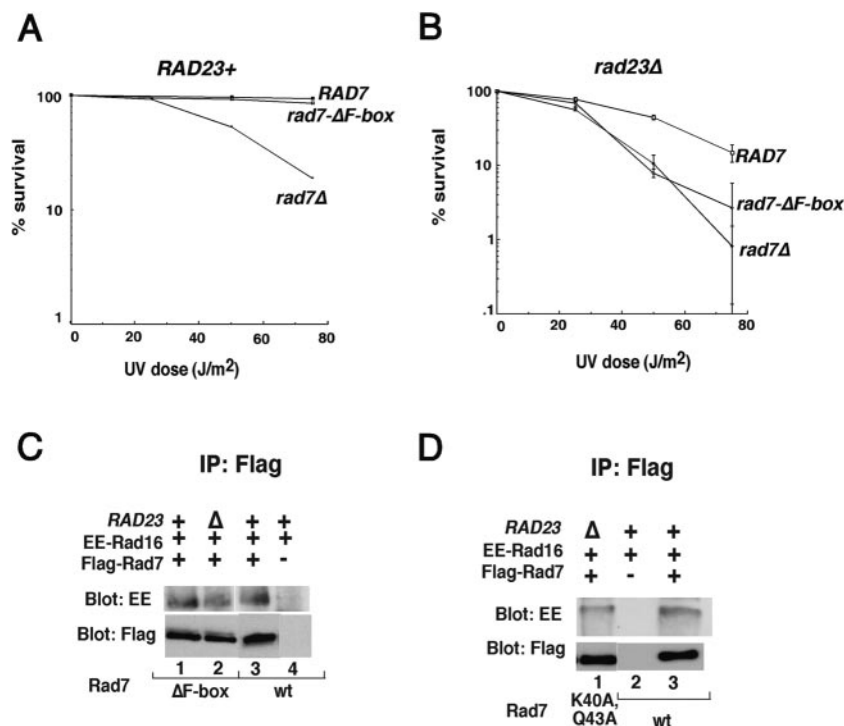 A
RAD23+
100
10
1
% survival
RAD7
rad7-ΔF-box
rad7Δ
0 20 40 60 80
UV dose (J/m2)
B
rad23Δ
100
10
1
.1
% survival
RAD7
rad7-ΔF-box
rad7Δ
0 20 40 60 80
UV dose (J/m2)
C
IP: Flag
RAD23 + Δ + +
EE-Rad16 + + + +
Flag-Rad7 + + + -
Blot: EE
Blot: Flag
1 2 3 4
Rad7 ΔF-box wt
D
IP: Flag
RAD23 Δ + +
EE-Rad16 + + +
Flag-Rad7 + - +
Blot: EE
Blot: Flag
1 2 3
Rad7 K40A, wt
Q43A